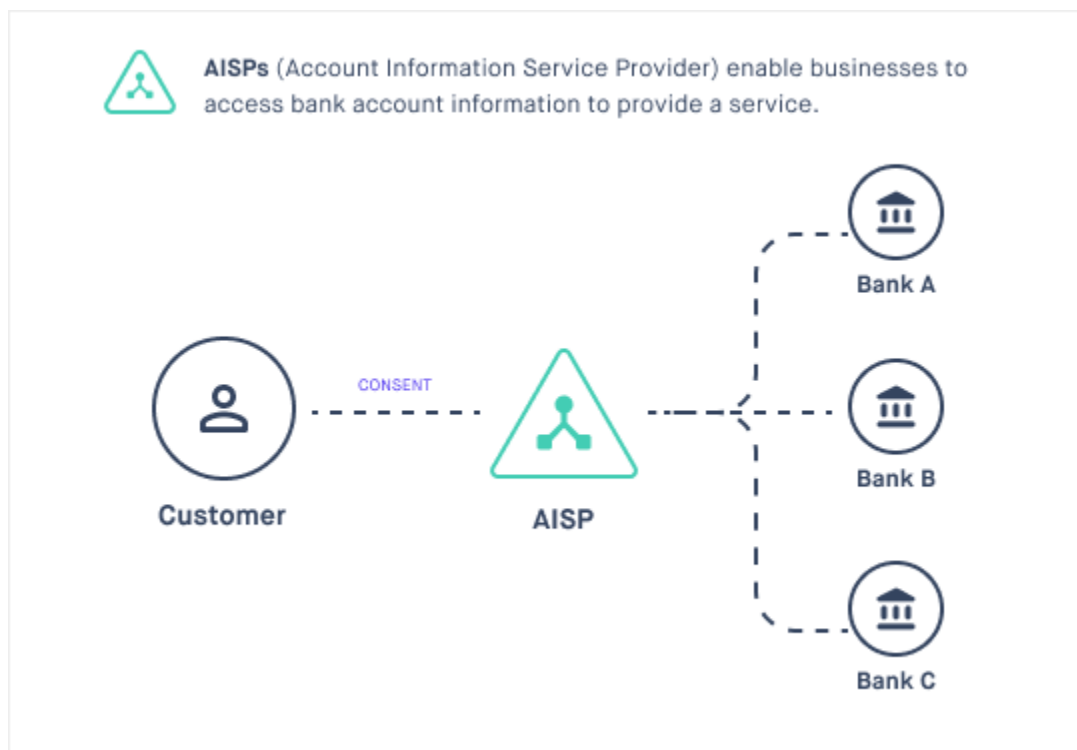 AISPs (Account Information Service Provider) enable businesses to
access bank account information to provide a service.
Bank A
CONSENT
Bank B
Customer
AISP
Bank C